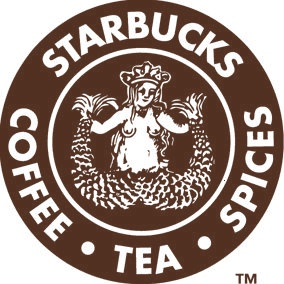 STARBUCKS
COFFEE • TEA • SPICES
TM